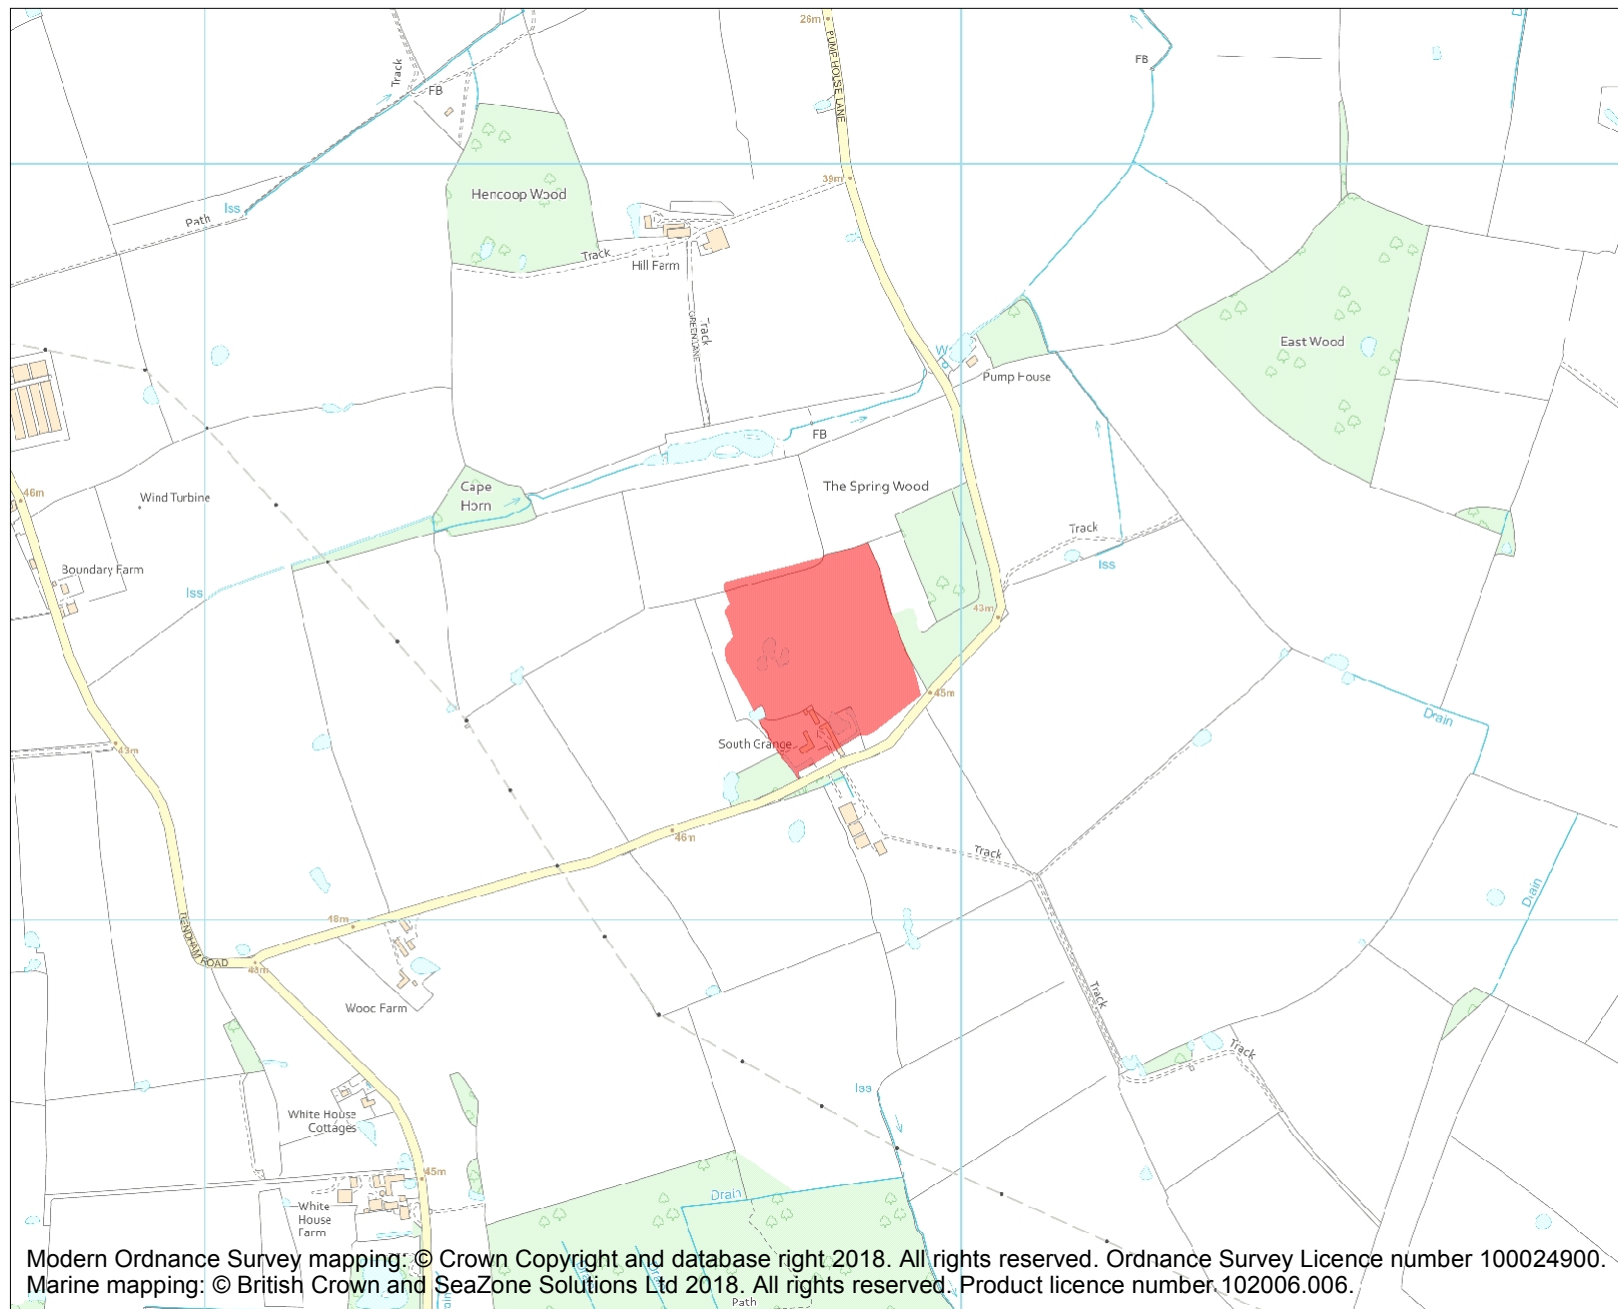 26m
PUMP HOUSE LANE
FB
Track
FB
39m
Hencoop Wood
Iss
Path
Track
Hill Farm
Track
GREEN LANE
W
Pump House
East Wood
FB
The Spring Wood
Cape
Horn
46m
Wind Turbine
Boundary Farm
Iss
Track
Iss
43m
45m
South Grange
Drain
43m
46m
Track
Drain
48m
RENDHAM ROAD
48m
Wood Farm
Track
Track
Iss
White House
Cottages
45m
White
House
Farm
Drain
Drain
Path
Modern Ordnance Survey mapping: © Crown Copyright and database right 2018. All rights reserved. Ordnance Survey Licence number 100024900.
Marine mapping: © British Crown and SeaZone Solutions Ltd 2018. All rights reserved. Product licence number 102006.006.